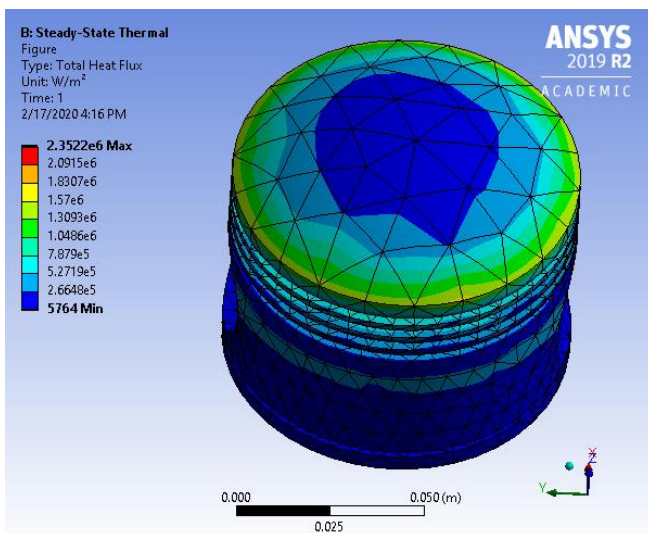 B: Steady-State Thermal
Figure
Type: Total Heat Flux
Unit: W/m²
Time: 1
2/17/2020 4:16 PM
2.3522e6 Max
2.0915e6
1.8307e6
1.57e6
1.3093e6
1.0486e6
7.879e5
5.2719e5
2.6648e5
5764 Min
ANSYS
2019 R2
ACADEMIC
0.000
0.050 (m)
0.025
X
Z
Y